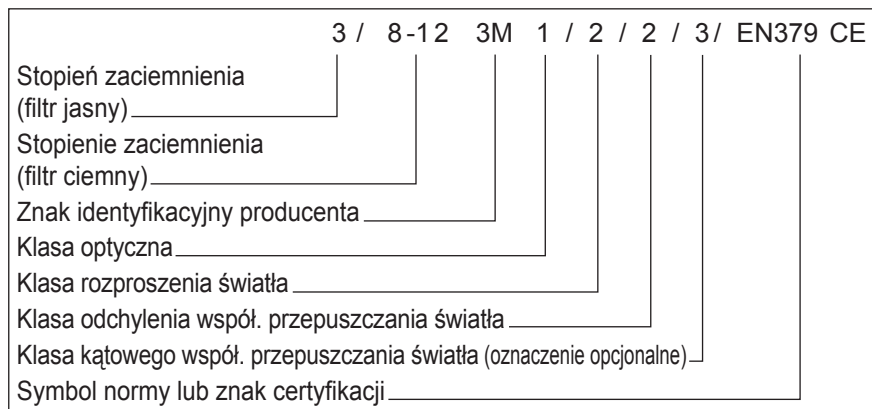 3 / 8-12 3M 1 / 2 / 2 / 3 / EN379 CE
Stopień zaciemnienia
(filtr jasny)
Stopienie zaciemnienia
(filtr ciemny)
Znak identyfikacyjny producenta
Klasa optyczna
Klasa rozproszenia światła
Klasa odchylenia współ. przepuszczania światła
Klasa kątowego współ. przepuszczania światła (oznaczenie opcjonalne)
Symbol normy lub znak certyfikacji